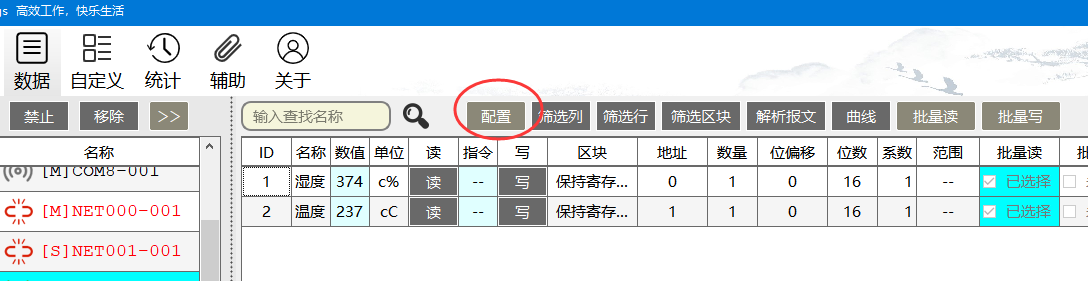 gs 高效工作，快乐生活
数据 自定义 统计 辅助 关于
禁止 移除 >> 输入查找名称 配置 筛选列 筛选行 筛选区块 解析报文 曲线 批量读 批量写
名称 ID 名称 数值 单位 读 指令 写 区块 地址 数量 位偏移 位数 系数 范围 批量读
[M]COM8-001 1 湿度 374 c% 读 -- 写 保持寄存... 0 1 0 16 1 -- 已选择
[M]NET000-001 2 温度 237 cC 读 -- 写 保持寄存... 1 1 0 16 1 -- 已选择
[S]NET001-001